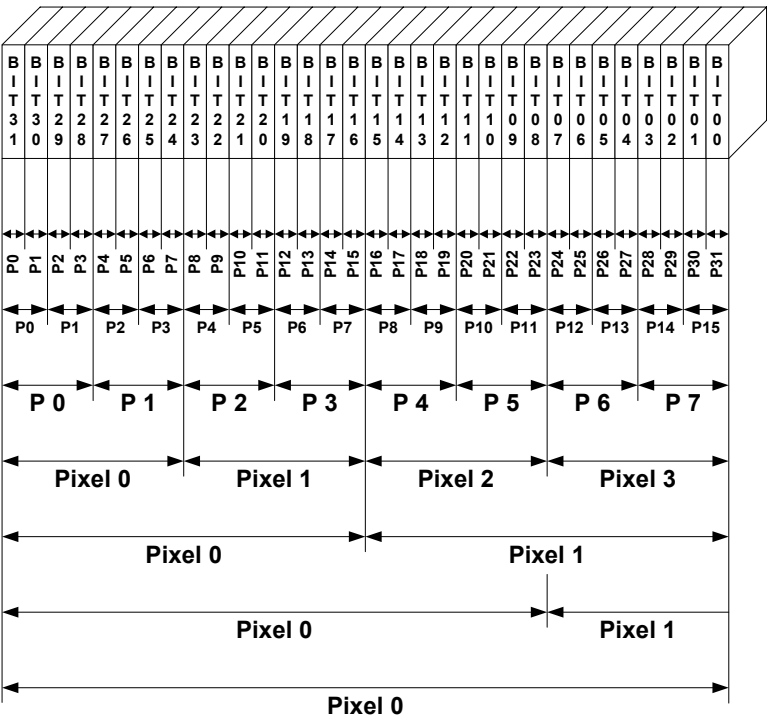 BIT31 BIT30 BIT29 BIT28 BIT27 BIT26 BIT25 BIT24 BIT23 BIT22 BIT21 BIT20 BIT19 BIT18 BIT17 BIT16 BIT15 BIT14 BIT13 BIT12 BIT11 BIT10 BIT09 BIT08 BIT07 BIT06 BIT05 BIT04 BIT03 BIT02 BIT01 BIT00
P0 P1 P2 P3 P4 P5 P6 P7 P8 P9 P10 P11 P12 P13 P14 P15 P16 P17 P18 P19 P20 P21 P22 P23 P24 P25 P26 P27 P28 P29 P30 P31
P0 P1 P2 P3 P4 P5 P6 P7 P8 P9 P10 P11 P12 P13 P14 P15
P 0 P 1 P 2 P 3 P 4 P 5 P 6 P 7
Pixel 0 Pixel 1 Pixel 2 Pixel 3
Pixel 0 Pixel 1
Pixel 0 Pixel 1
Pixel 0